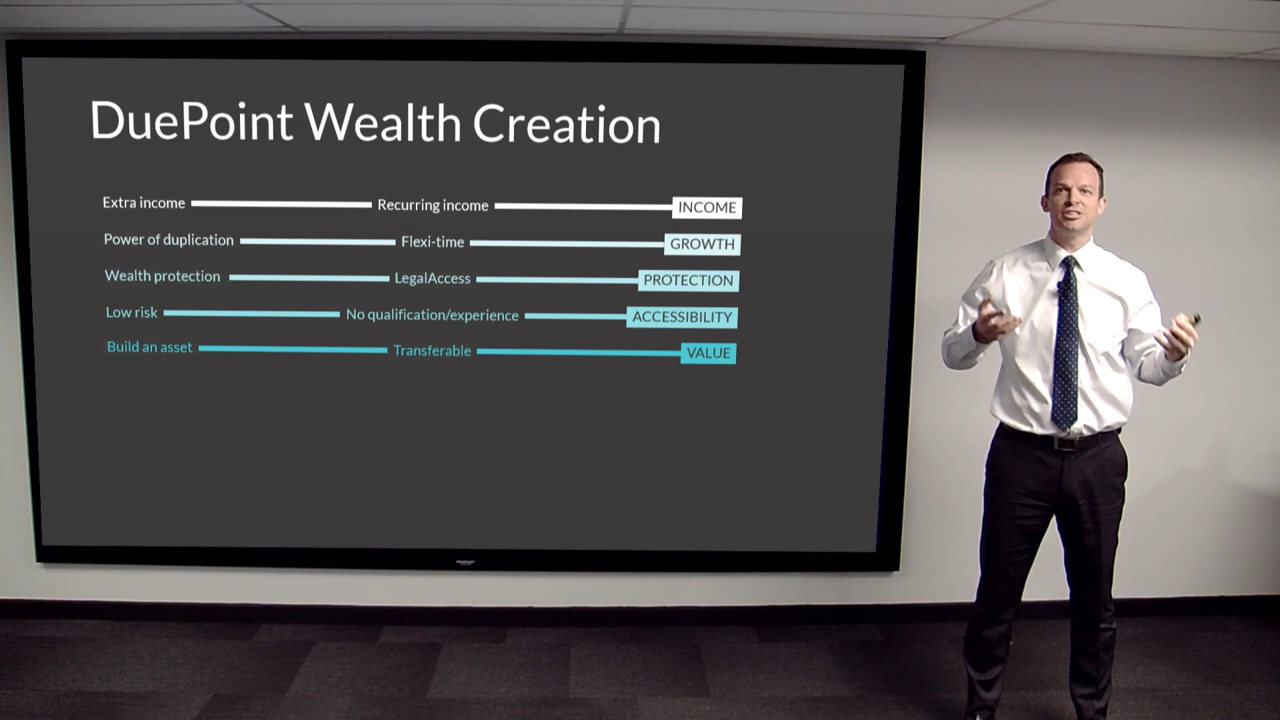 DuePoint Wealth Creation
Extra income Recurring income INCOME
Power of duplication Flexi-time GROWTH
Wealth protection LegalAccess PROTECTION
Low risk No qualification/experience ACCESSIBILITY
Build an asset Transferable VALUE